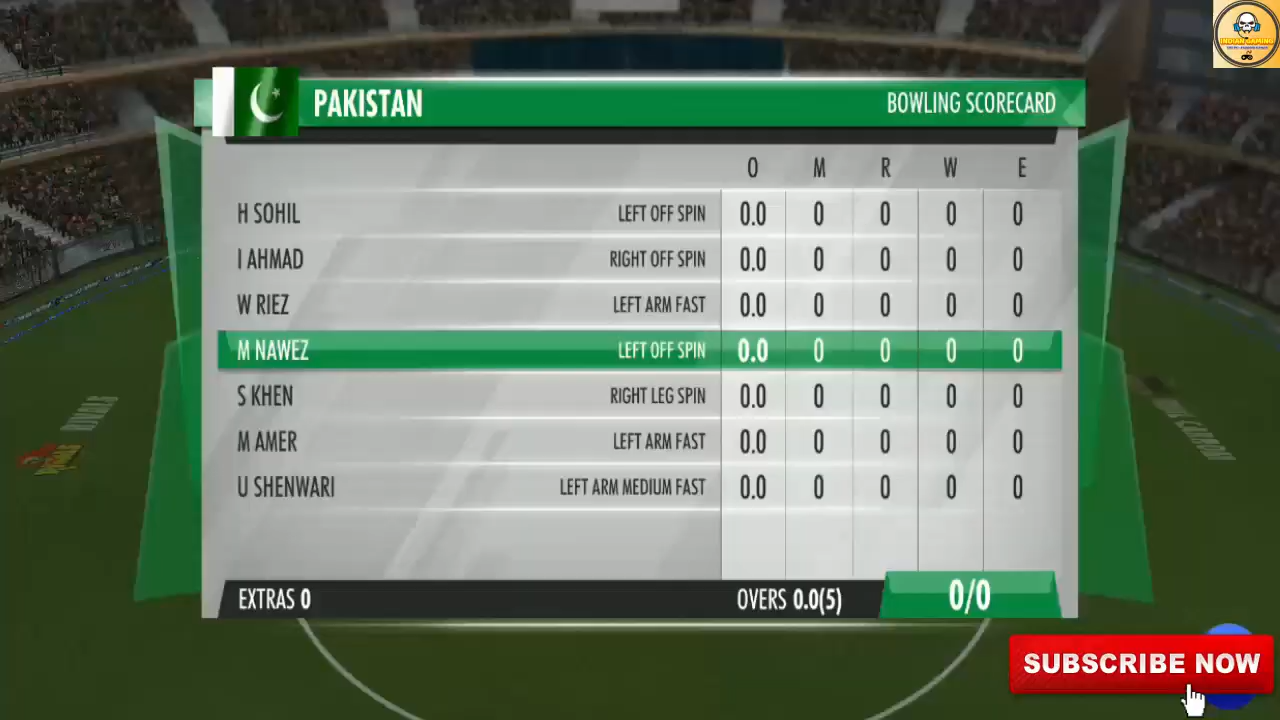 INDIAN GAMING
PAKISTAN BOWLING SCORECARD
O M R W E
H SOHIL LEFT OFF SPIN 0.0 0 0 0 0
I AHMAD RIGHT OFF SPIN 0.0 0 0 0 0
W RIEZ LEFT ARM FAST 0.0 0 0 0 0
M NAWEZ LEFT OFF SPIN 0.0 0 0 0 0
S KHEN RIGHT LEG SPIN 0.0 0 0 0 0
M AMER LEFT ARM FAST 0.0 0 0 0 0
U SHENWARI LEFT ARM MEDIUM FAST 0.0 0 0 0 0
EXTRAS 0 OVERS 0.0(5) 0/0
SUBSCRIBE NOW